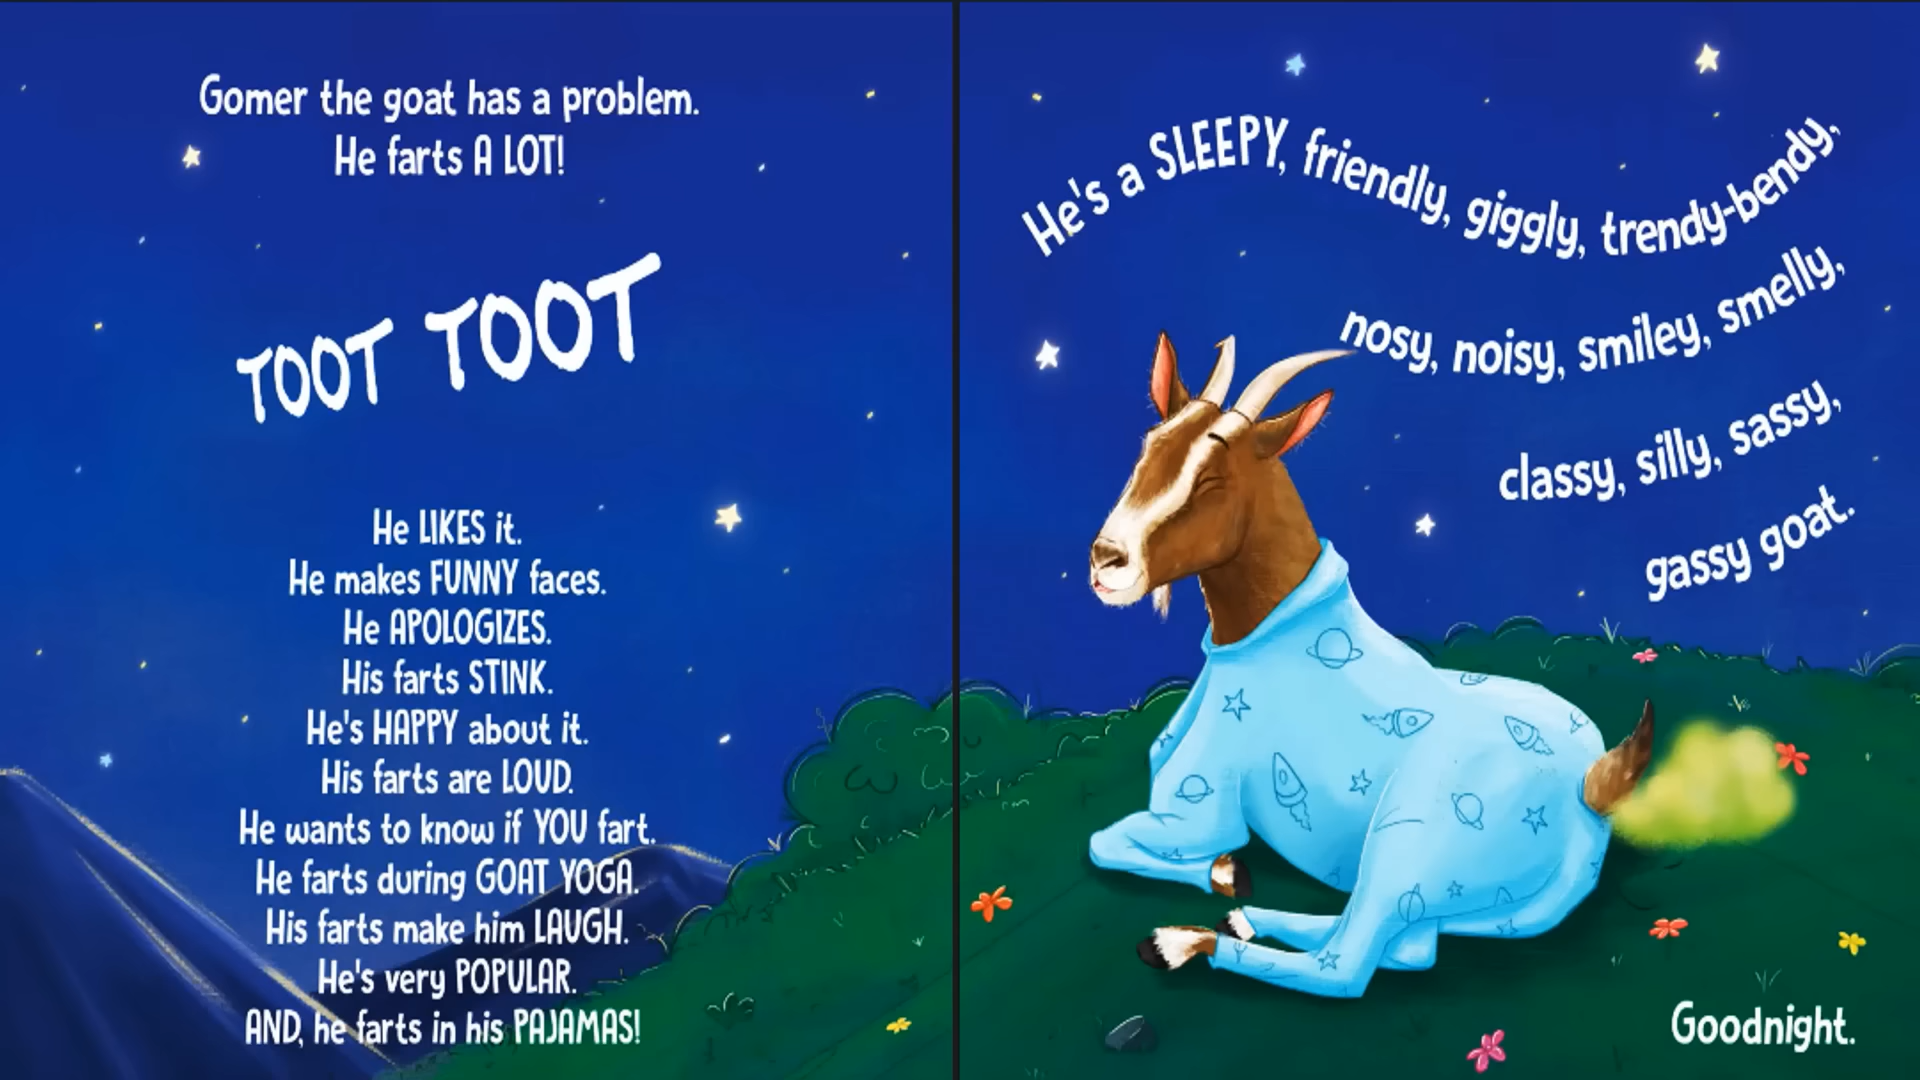 Gomer the goat has a problem.
He farts A LOT!
TOOT TOOT
He LIKES it.
He makes FUNNY faces.
He APOLOGIZES.
His farts STINK.
He's HAPPY about it.
His farts are LOUD.
He wants to know if YOU fart.
He farts during GOAT YOGA.
His farts make him LAUGH.
He's very POPULAR.
AND, he farts in his PAJAMAS!
He's a SLEEPY, friendly, giggly, trendy-bendy,
nosy, noisy, smiley, smelly,
classy, silly, sassy,
gassy goat.
Goodnight.